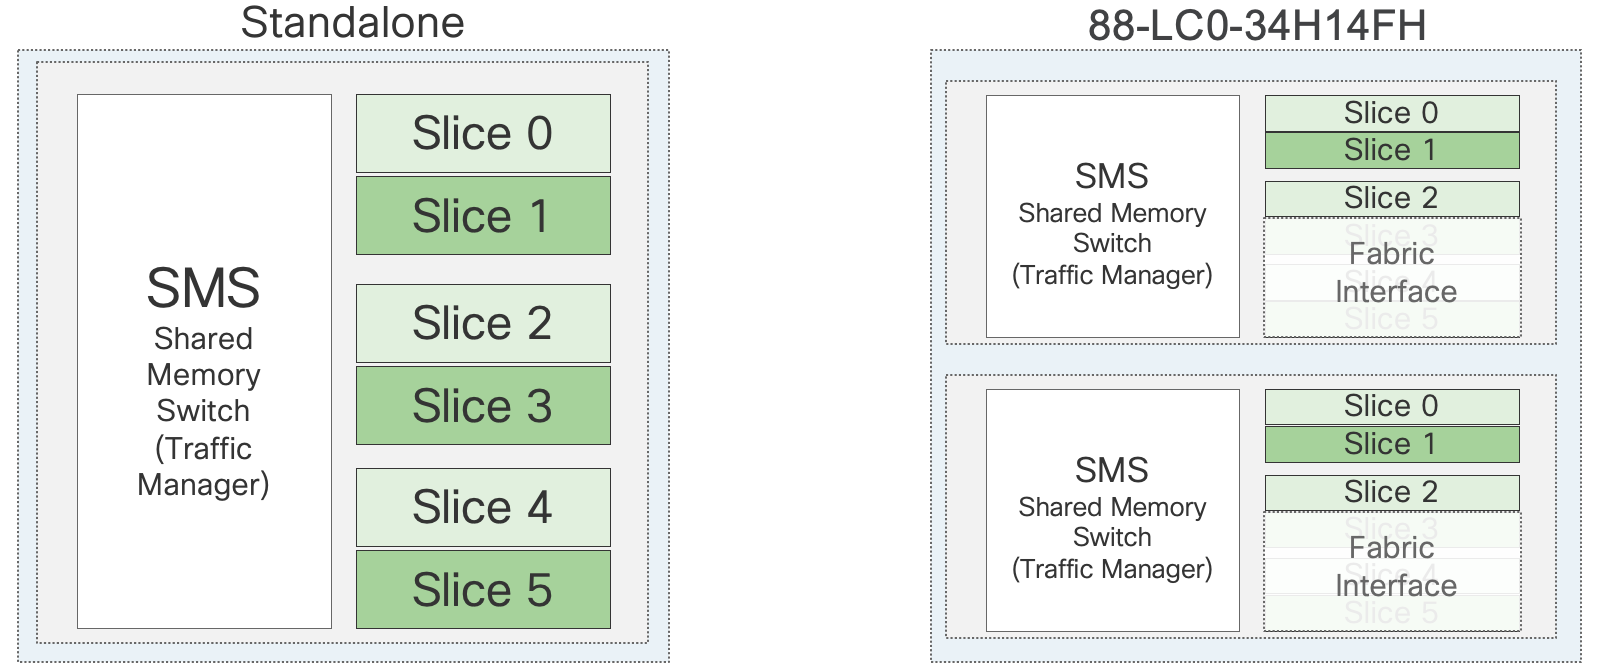 Standalone
SMS
Shared
Memory
Switch
(Traffic
Manager)
Slice 0
Slice 1
Slice 2
Slice 3
Slice 4
Slice 5
88-LC0-34H14FH
SMS
Shared Memory
Switch
(Traffic Manager)
Slice 0
Slice 1
Slice 2
Slice 3
Fabric
Slice 4
Interface
Slice 5
SMS
Shared Memory
Switch
(Traffic Manager)
Slice 0
Slice 1
Slice 2
Slice 3
Fabric
Slice 4
Interface
Slice 5